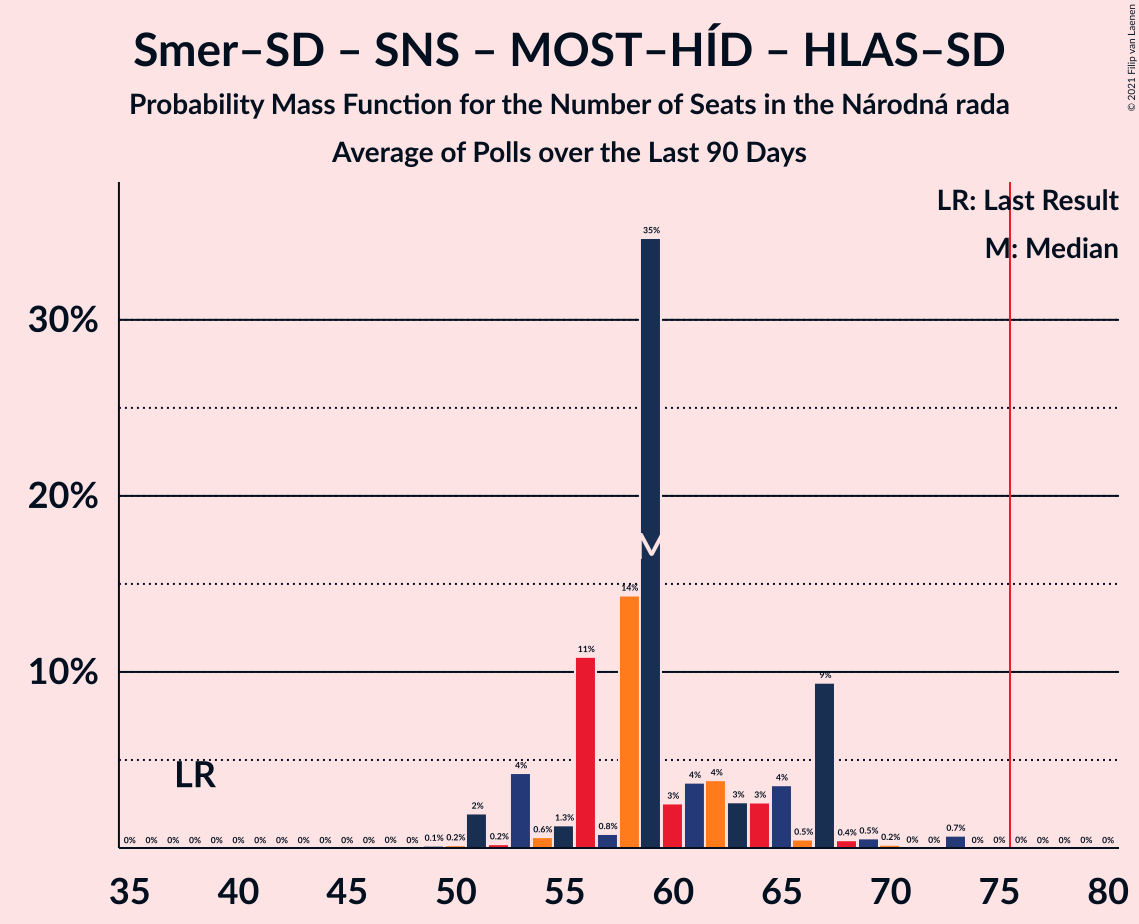 Smer–SD – SNS – MOST–HÍD – HLAS–SD
Probability Mass Function for the Number of Seats in the Národná rada
Average of Polls over the Last 90 Days
© 2021 Filip van Laenen
LR: Last Result
M: Median
30%
20%
10%
LR
M
0% 0% 0% 0% 0% 0% 0% 0% 0% 0% 0% 0% 0% 0% 0.1% 0.2% 2% 0.2% 4% 0.6% 1.3% 11% 0.8% 14% 35% 3% 4% 4% 3% 3% 4% 0.5% 9% 0.4% 0.5% 0.2% 0% 0% 0.7% 0% 0% 0% 0% 0% 0% 0%
35 40 45 50 55 60 65 70 75 80